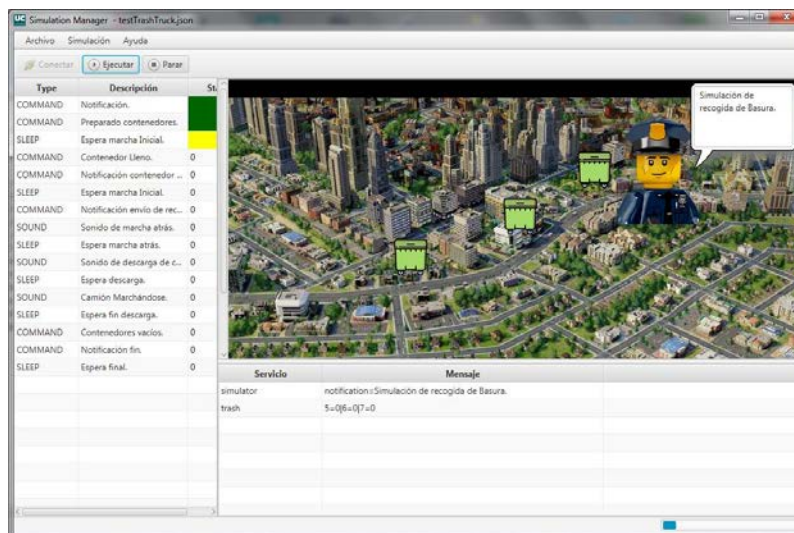 UC Simulation Manager - testTrashTruck.json
Archivo Simulación Ayuda
Conectar Ejecutar Parar
Type Descripción St
COMMAND Notificación.
COMMAND Preparado contenedores.
SLEEP Espera marcha Inicial.
COMMAND Contenedor Lleno. 0
COMMAND Notificación contenedor ... 0
SLEEP Espera marcha Inicial. 0
COMMAND Notificación envío de rec... 0
SOUND Sonido de marcha atrás. 0
SLEEP Espera de marcha atrás. 0
SOUND Sonido de descarga de c... 0
SLEEP Espera descarga. 0
SOUND Camión Marchándose. 0
SLEEP Espera fin descarga. 0
COMMAND Contenedores vacíos. 0
COMMAND Notificación fin. 0
SLEEP Espera final. 0
Simulación de
recogida de Basura.
Servicio Mensaje
simulator notification=Simulación de recogida de Basura.
trash 5=0|6=0|7=0